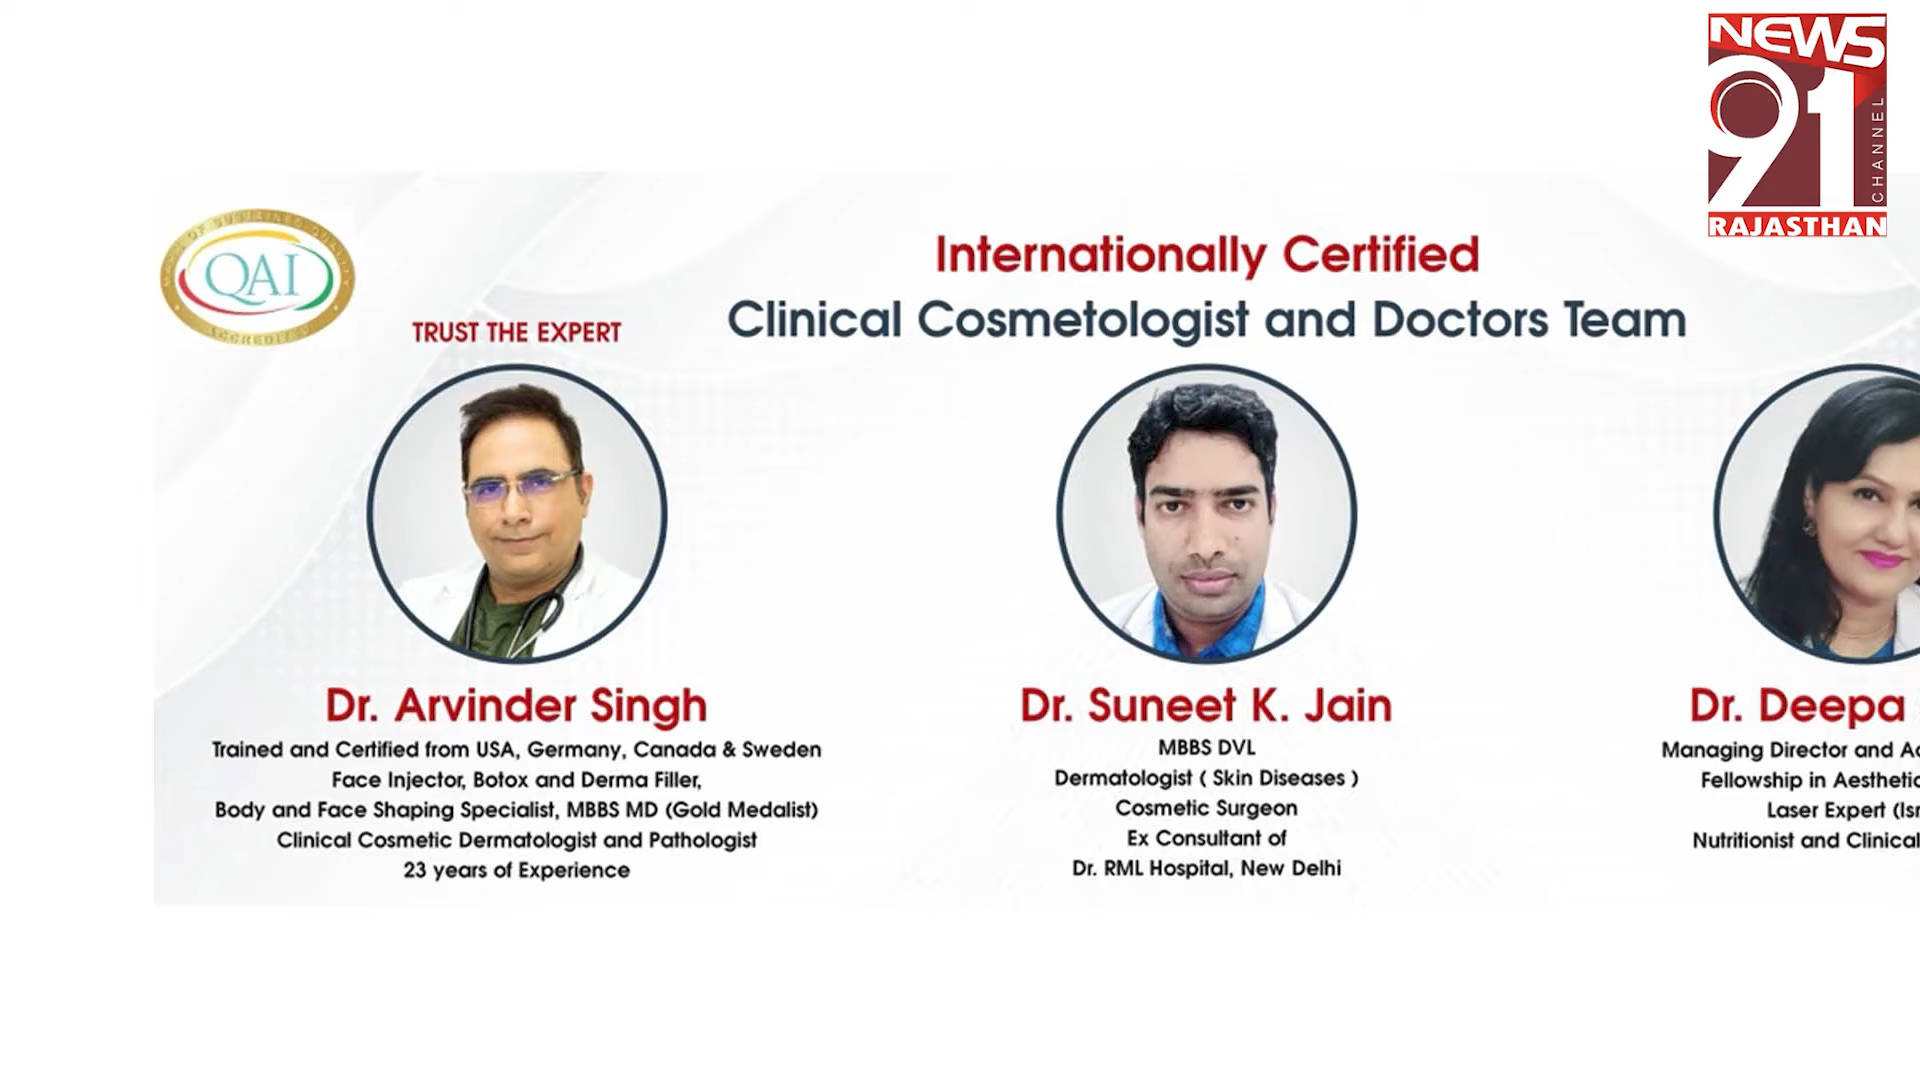 NEWS
91
CHANNEL
RAJASTHAN
QAI
ACCREDITED
Internationally Certified
Clinical Cosmetologist and Doctors Team
TRUST THE EXPERT
Dr. Arvinder Singh
Trained and Certified from USA, Germany, Canada & Sweden
Face Injector, Botox and Derma Filler,
Body and Face Shaping Specialist, MBBS MD (Gold Medalist)
Clinical Cosmetic Dermatologist and Pathologist
23 years of Experience
Dr. Suneet K. Jain
MBBS DVL
Dermatologist ( Skin Diseases )
Cosmetic Surgeon
Ex Consultant of
Dr. RML Hospital, New Delhi
Dr. Deepa
Managing Director and
Fellowship in
Laser Expert
Nutritionist and Clinical